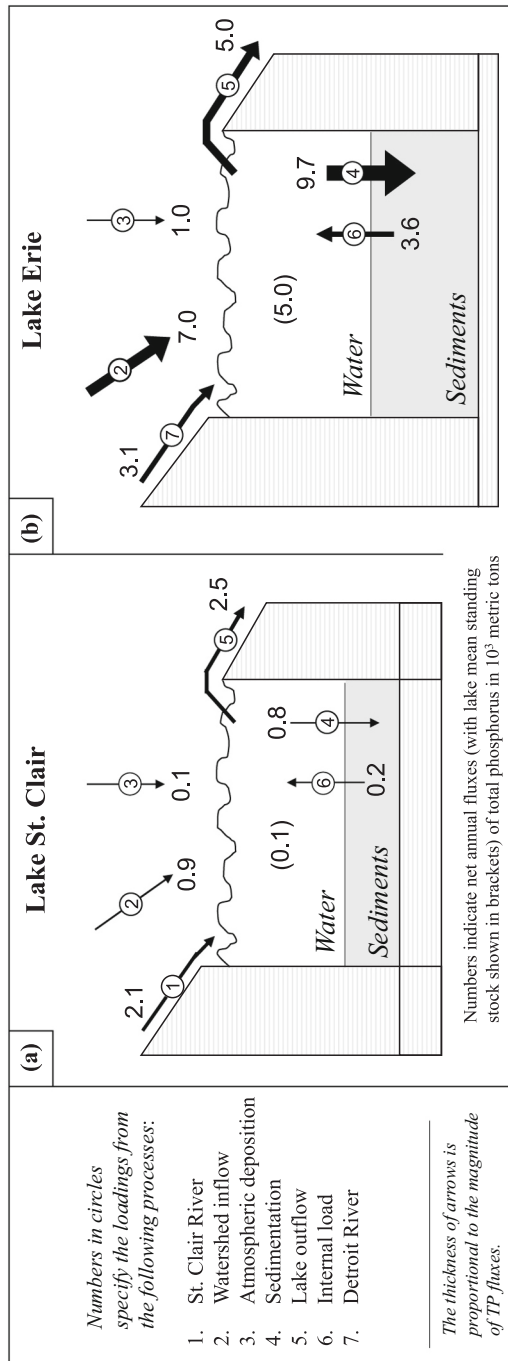 Numbers in circles
specify the loadings from
the following processes:
1. St. Clair River
2. Watershed inflow
3. Atmospheric deposition
4. Sedimentation
5. Lake outflow
6. Internal load
7. Detroit River
The thickness of arrows is
proportional to the magnitude
of TP fluxes.
(a)
Lake St. Clair
2.1
1
2
0.9
3
0.1
5
2.5
(0.1)
0.8
4
6
0.2
Water
Sediments
Numbers indicate net annual fluxes (with lake mean standing
stock shown in brackets) of total phosphorus in 10³ metric tons
(b)
Lake Erie
3.1
7
2
7.0
3
1.0
5
5.0
(5.0)
9.7
4
6
3.6
Water
Sediments